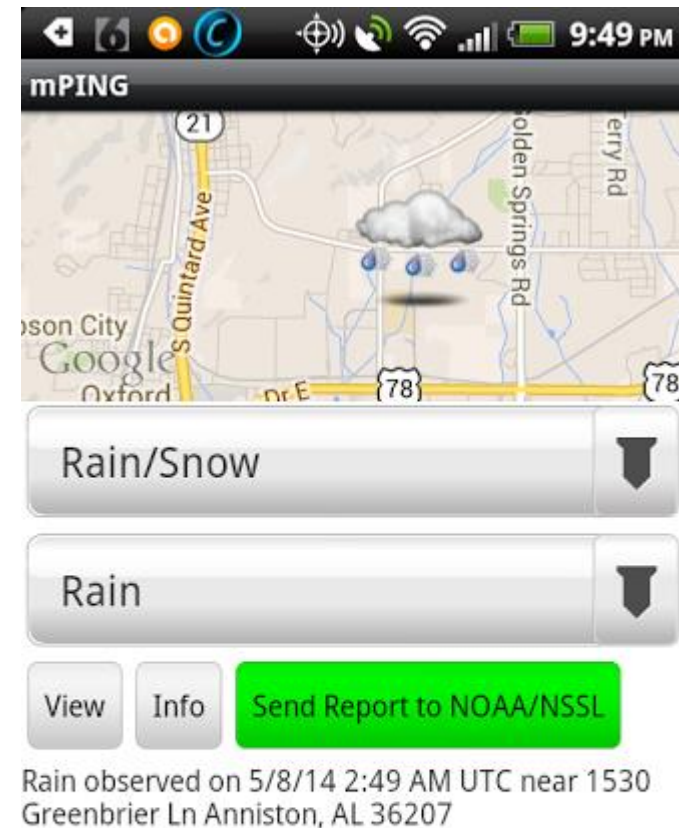 9:49 PM
mPING
21
S Quintard Ave
Golden Springs Rd
Terry Rd
son City
Google
Oxford
Dr E
78
78
Rain/Snow
Rain
View Info Send Report to NOAA/NSSL
Rain observed on 5/8/14 2:49 AM UTC near 1530
Greenbrier Ln Anniston, AL 36207